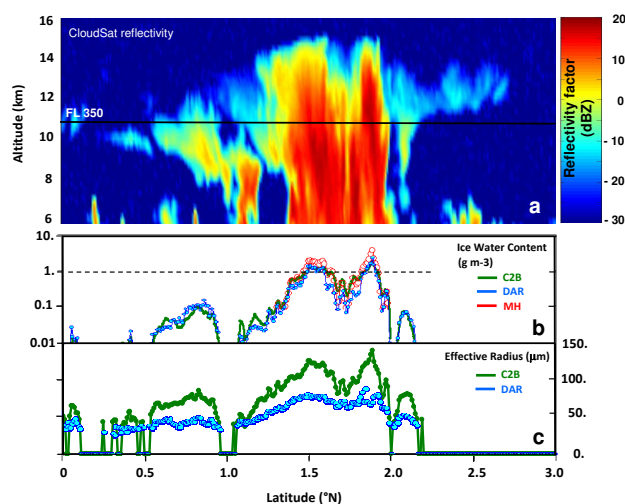 CloudSat reflectivity
16
14
12
10
8
6
Altitude (km)
FL 350
a
20
10
0
- 10
- 20
- 30
Reflectivity factor
(dBZ)
10.
1.0
0.1
0.01
Ice Water Content
(g m-3)
C2B
DAR
MH
b
150.
100.
50.
0.
Effective Radius (µm)
C2B
DAR
c
0 0.5 1.0 1.5 2.0 2.5 3.0
Latitude (°N)